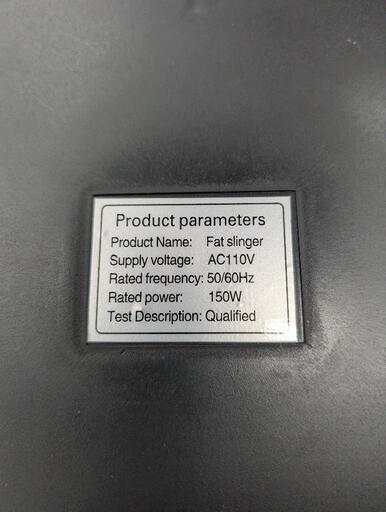 Product parameters
Product Name: Fat slinger
Supply voltage: AC110V
Rated frequency: 50/60Hz
Rated power: 150W
Test Description: Qualified